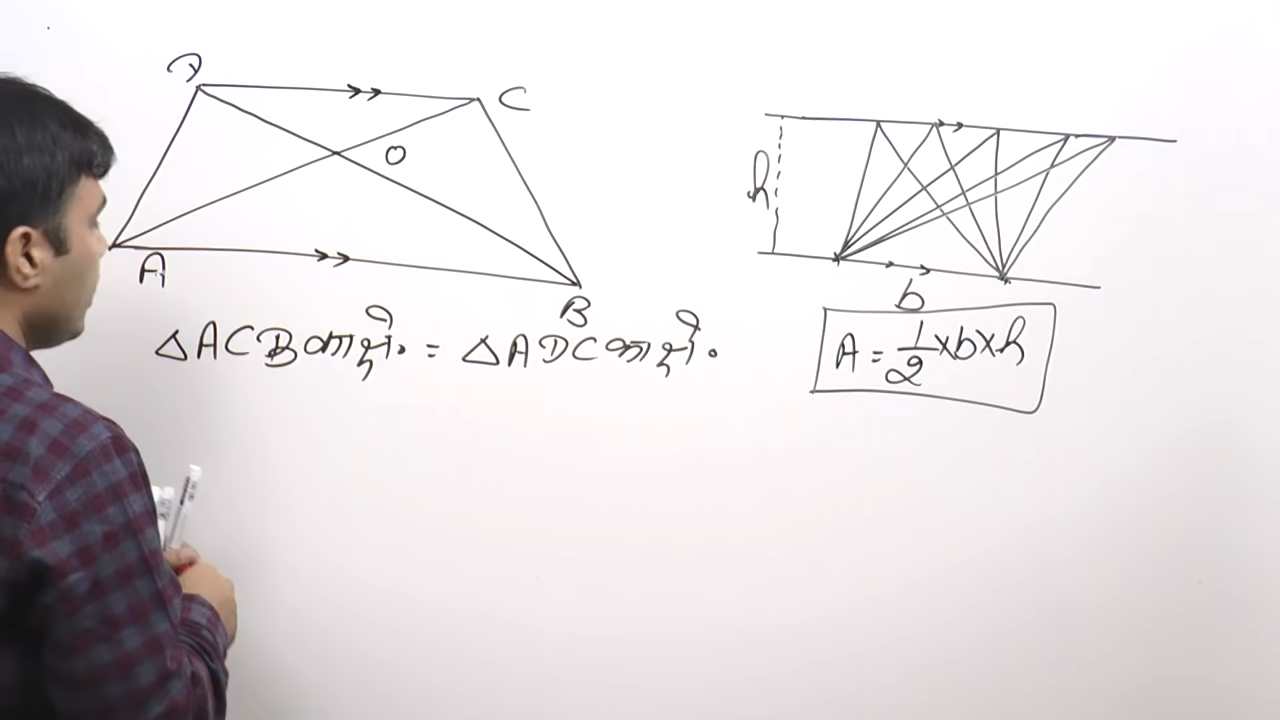 D
C
O
A
B
h
b
△ACB का क्षे॰ = △ADC का क्षे॰
A = 1/2 × b × h